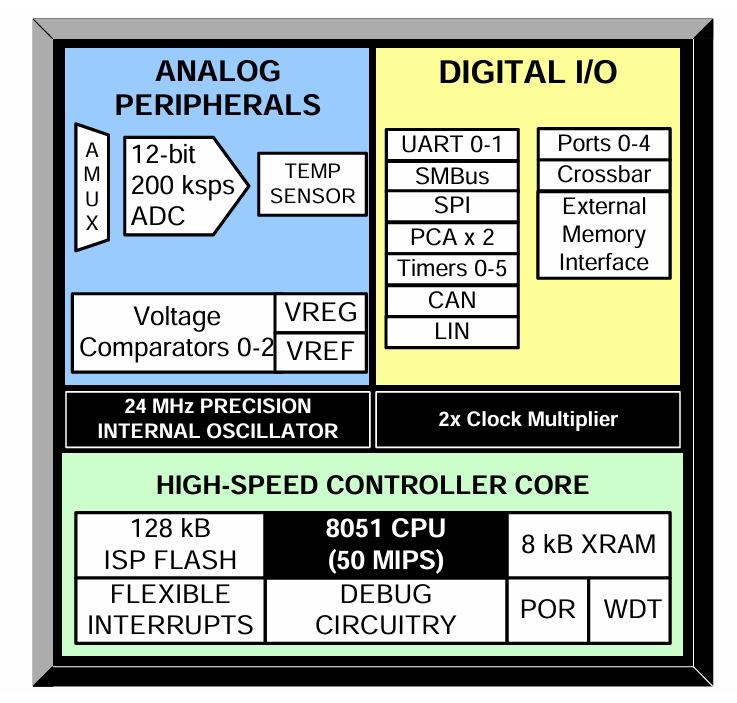 ANALOG
PERIPHERALS
A
M
U
X
12-bit
200 ksps
ADC
TEMP
SENSOR
Voltage
Comparators 0-2
VREG
VREF
DIGITAL I/O
UART 0-1
SMBus
SPI
PCA x 2
Timers 0-5
CAN
LIN
Ports 0-4
Crossbar
External
Memory
Interface
24 MHz PRECISION
INTERNAL OSCILLATOR
2x Clock Multiplier
HIGH-SPEED CONTROLLER CORE
128 kB
ISP FLASH
8051 CPU
(50 MIPS)
8 kB XRAM
FLEXIBLE
INTERRUPTS
DEBUG
CIRCUITRY
POR
WDT